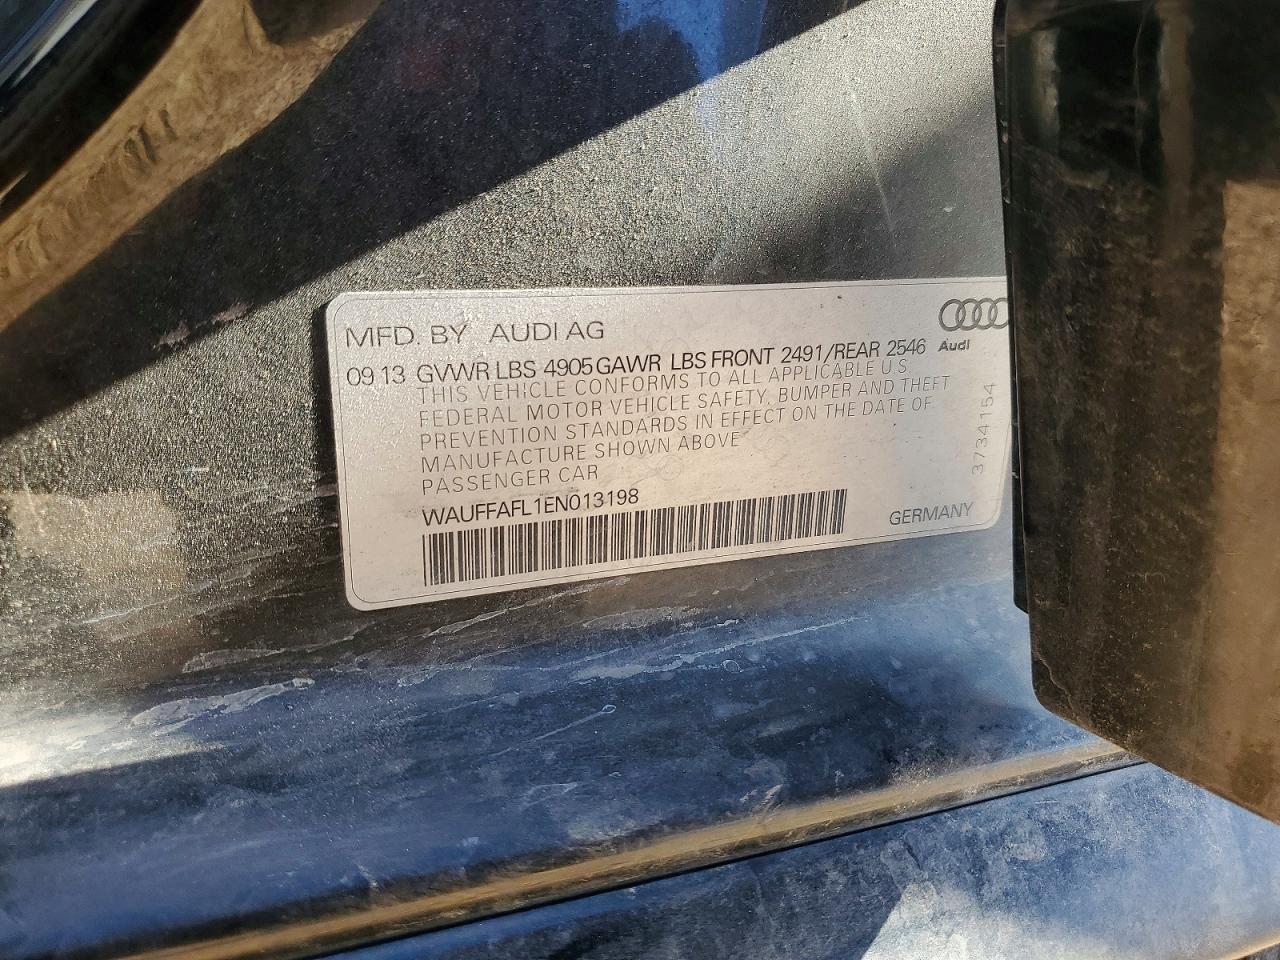 MFD. BY AUDI AG
Audi
09 13 GVWR LBS 4905 GAWR LBS FRONT 2491/REAR 2546
THIS VEHICLE CONFORMS TO ALL APPLICABLE U.S
FEDERAL MOTOR VEHICLE SAFETY, BUMPER AND THEFT
PREVENTION STANDARDS IN EFFECT ON THE DATE OF
MANUFACTURE SHOWN ABOVE
PASSENGER CAR
WAUFFAFL1EN013198
GERMANY
3734154